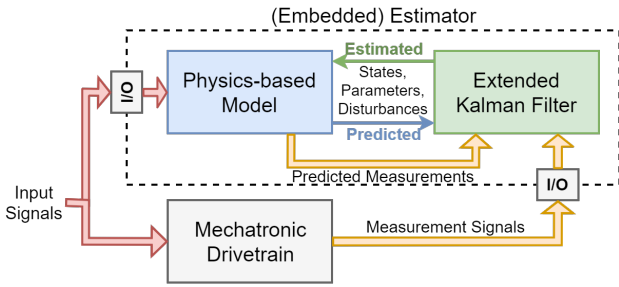 (Embedded) Estimator
I/O
Physics-based
Model
Estimated
States,
Parameters,
Disturbances
Predicted
Extended
Kalman Filter
Predicted Measurements
I/O
Input
Signals
Mechatronic
Drivetrain
Measurement Signals